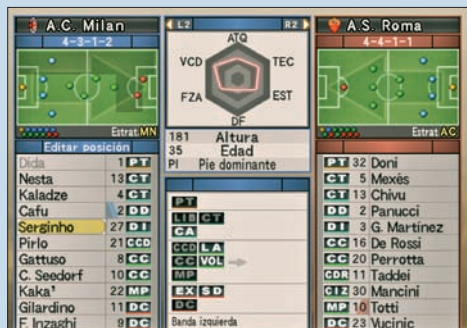 A.C. Milan
4-3-1-2
Estrat.MN
Editar posición
Dida 1 PT
Nesta 13 CT
Kaladze 4 CT
Cafu 2 DD
Serginho 27 DI
Pirlo 21 CCD
Gattuso 8 CC
C. Seedorf 10 CC
Kaka' 22 MP
Gilardino 11 DC
F. Inzaghi 9 DC
L2 R2
ATQ
VCD TEC
FZA EST
DF
181 Altura
35 Edad
PI Pie dominante
PT
LIB CT
CA
CCD LA
CC VOL
MP
EX SD
DC
Banda izquierda
A.S. Roma
4-4-1-1
Estrat.AC
PT 32 Doni
CT 5 Mexès
CT 13 Chivu
DD 2 Panucci
DI 3 G. Martínez
CC 16 De Rossi
CC 20 Perrotta
CDR 11 Taddei
CIZ 30 Mancini
MP 10 Totti
DC 23 Vucinic